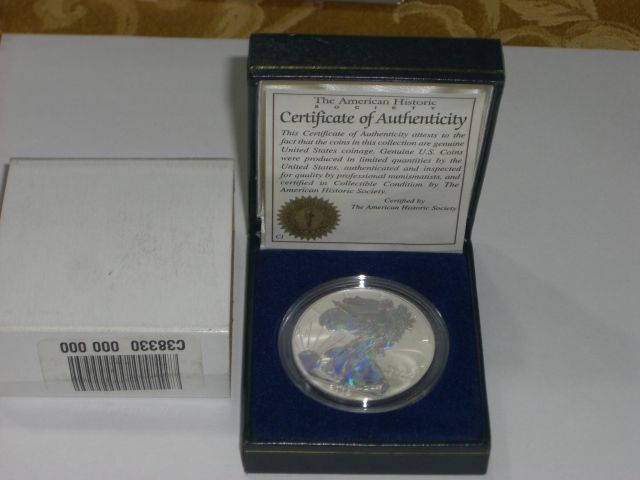 The American Historic
SOCIETY
Certificate of Authenticity
This Certificate of Authenticity attests to the
fact that the coins in this collection are genuine
United States coinage. Genuine U.S. Coins
were produced in limited quantities by the
United States, authenticated and inspected
for quality by professional numismatists, and
certified in Collectible Condition by The
American Historic Society.
Certified by
The American Historic Society
C1
C38330 000 000